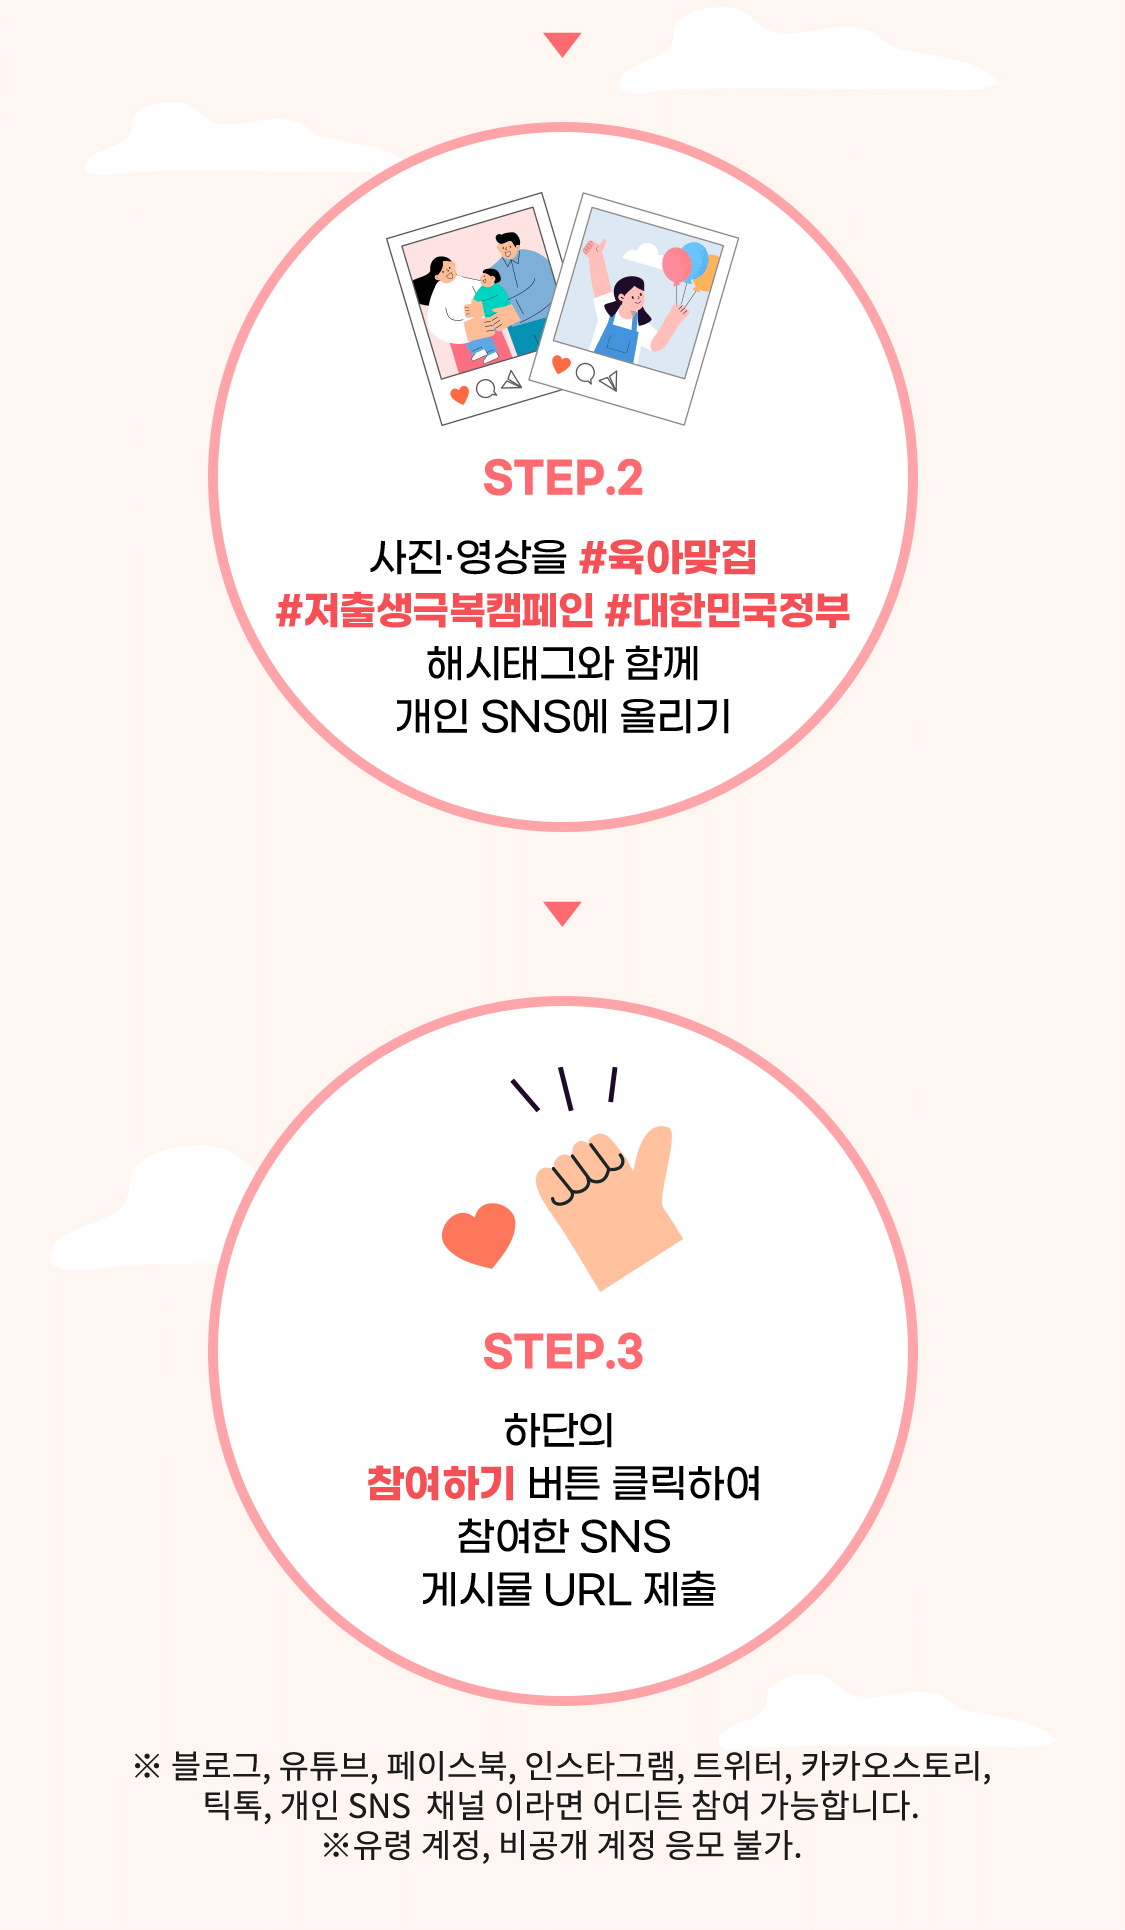 STEP.2
사진·영상을 #육아맞집
#저출생극복캠페인 #대한민국정부
해시태그와 함께
개인 SNS에 올리기
STEP.3
하단의
참여하기 버튼 클릭하여
참여한 SNS
게시물 URL 제출
※ 블로그, 유튜브, 페이스북, 인스타그램, 트위터, 카카오스토리,
틱톡, 개인 SNS 채널 이라면 어디든 참여 가능합니다.
※유령 계정, 비공개 계정 응모 불가.